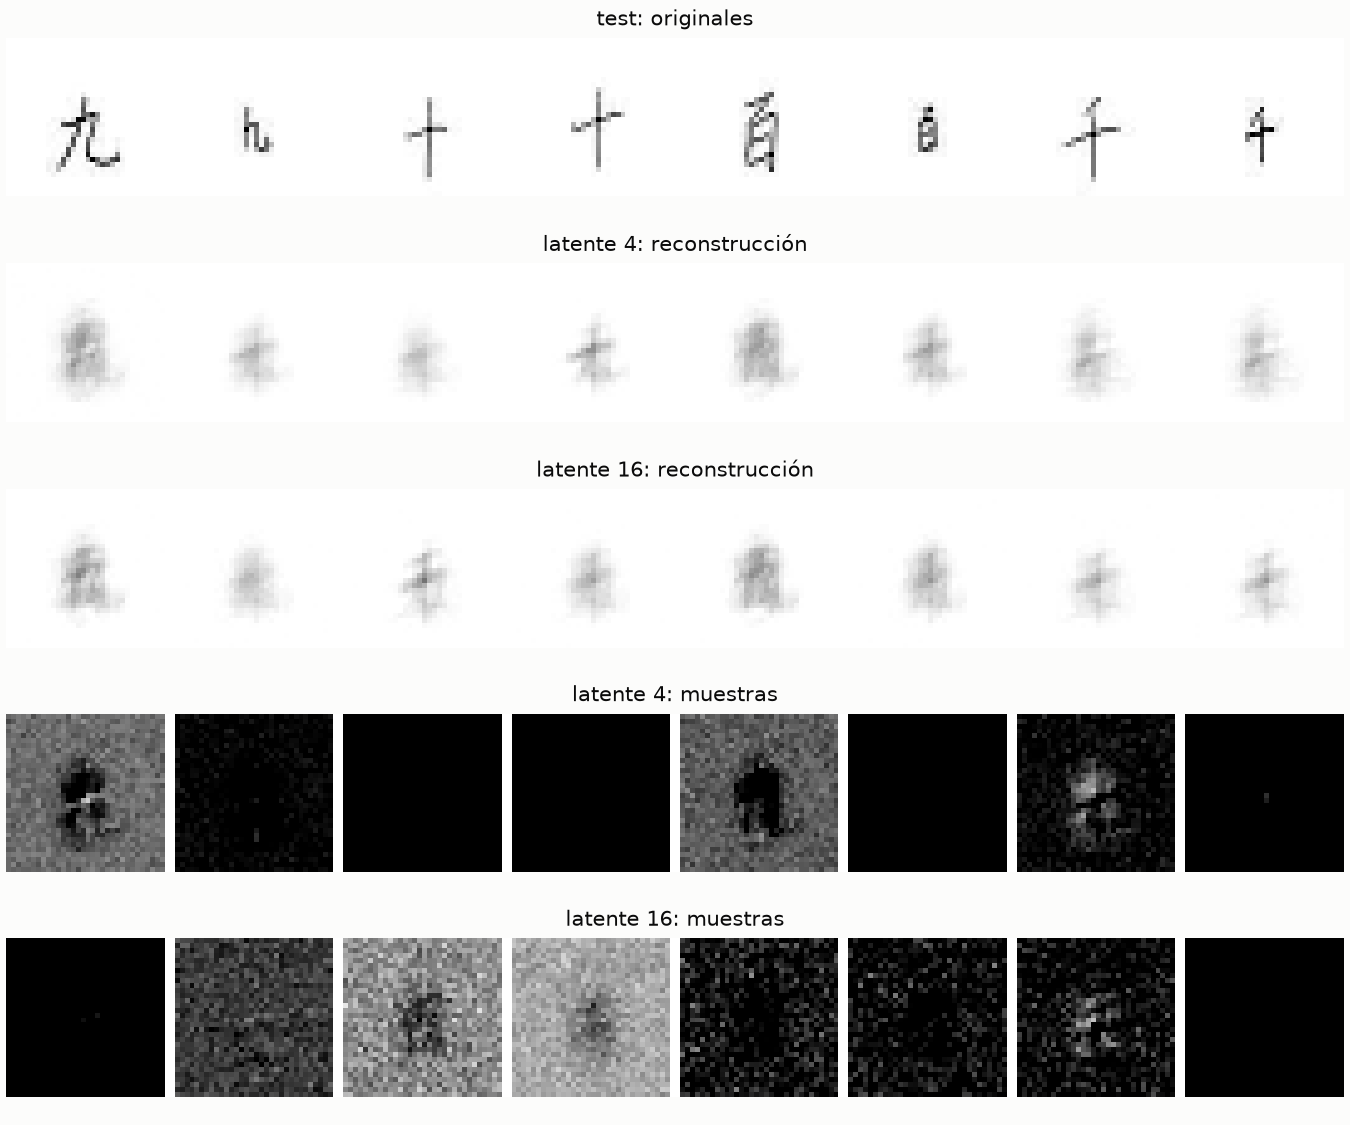 test: originales
九 九 十 十 百 百 千 千
latente 4: reconstrucción
latente 16: reconstrucción
latente 4: muestras
latente 16: muestras